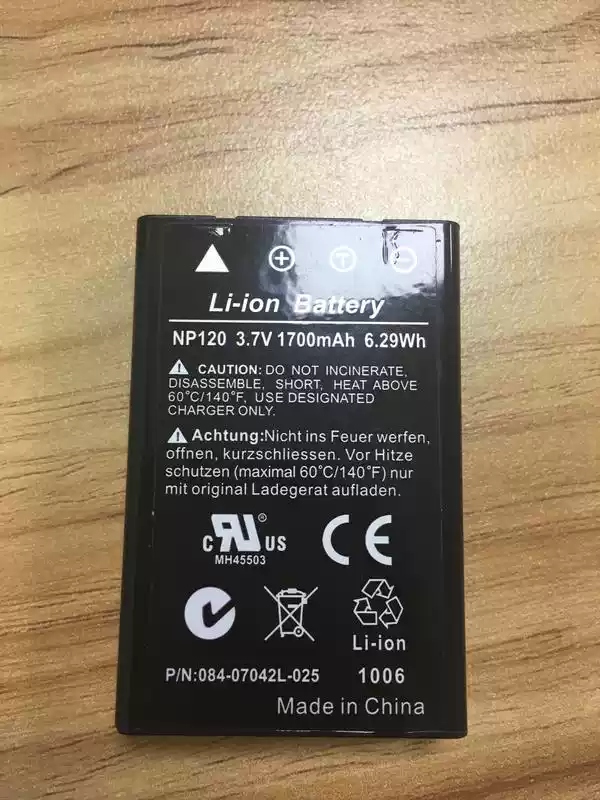 + T -
Li-ion Battery
NP120 3.7V 1700mAh 6.29Wh
CAUTION: DO NOT INCINERATE,
DISASSEMBLE, SHORT, HEAT ABOVE
60°C/140°F, USE DESIGNATED
CHARGER ONLY.
Achtung:Nicht ins Feuer werfen,
offnen, kurzschliessen. Vor Hitze
schutzen (maximal 60°C/140°F) nur
mit original Ladegerat aufladen.
c RU ® US CE
MH45503
Li-ion
P/N:084-07042L-025 1006
Made in China